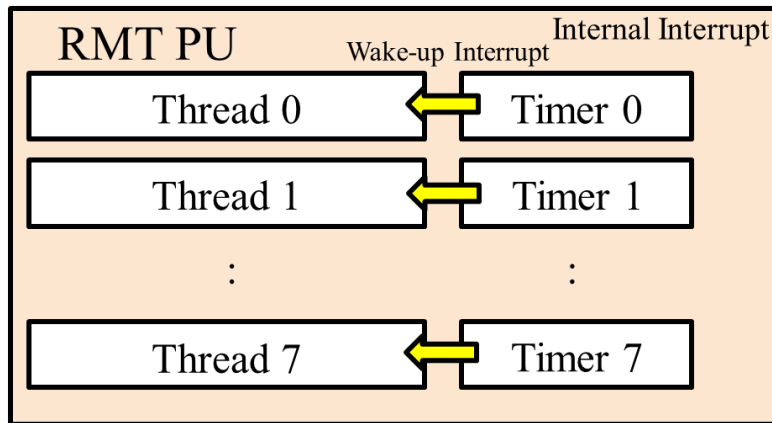 RMT PU
Internal Interrupt
Wake-up Interrupt
Thread 0
Timer 0
Thread 1
Timer 1
:
:
Thread 7
Timer 7